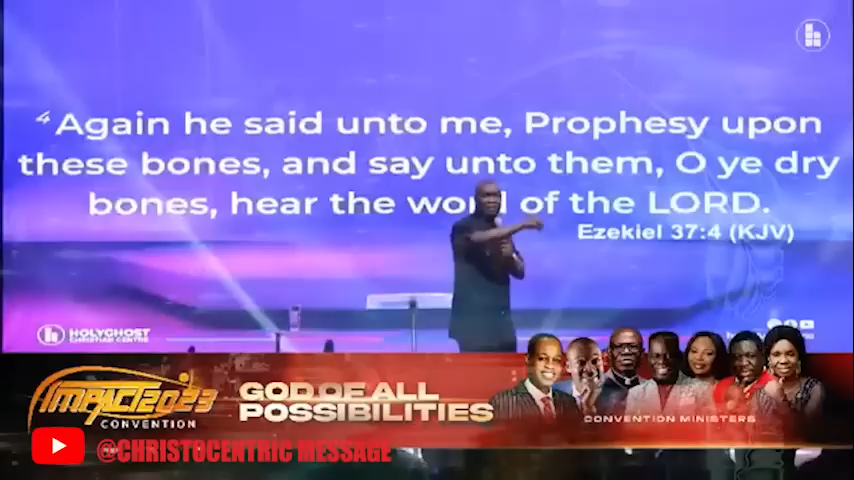 4 Again he said unto me, Prophesy upon
these bones, and say unto them, O ye dry
bones, hear the word of the LORD.
Ezekiel 37:4 (KJV)
HOLYGHOST
CHRISTIAN CENTRE
IMPACT2023
CONVENTION
GOD OF ALL
POSSIBILITIES
CONVENTION MINISTERS
@CHRISTOCENTRIC MESSAGE